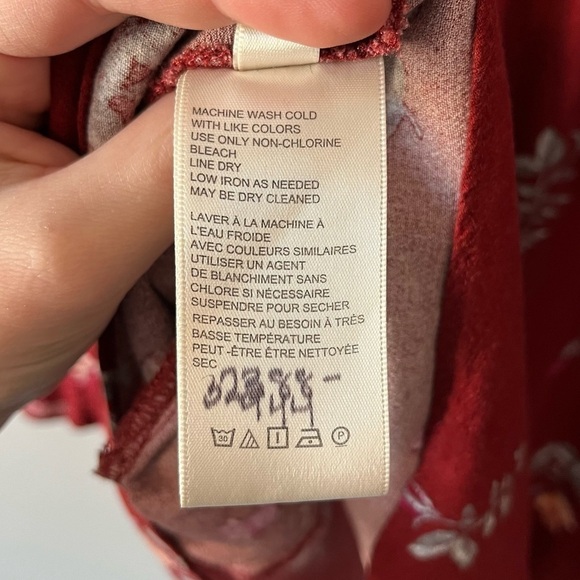 MACHINE WASH COLD
WITH LIKE COLORS
USE ONLY NON-CHLORINE
BLEACH
LINE DRY
LOW IRON AS NEEDED
MAY BE DRY CLEANED
LAVER À LA MACHINE À
L'EAU FROIDE
AVEC COULEURS SIMILAIRES
UTILISER UN AGENT
DE BLANCHIMENT SANS
CHLORE SI NÉCESSAIRE
SUSPENDRE POUR SECHER
REPASSER AU BESOIN À TRÈS
BASSE TEMPÉRATURE
PEUT -ÊTRE ÊTRE NETTOYÉE
SEC
30
P